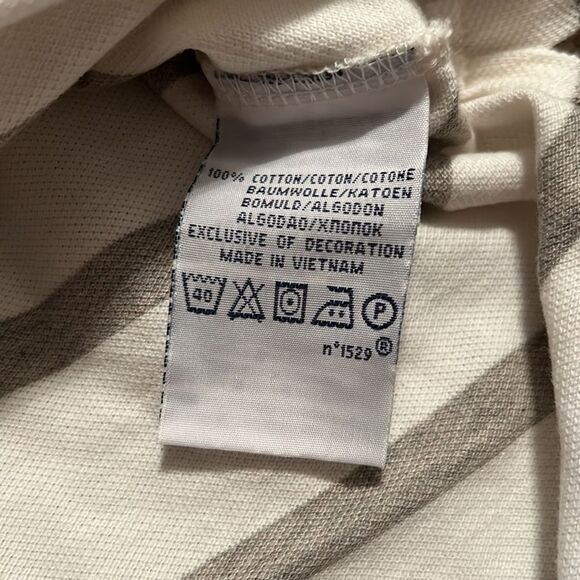 100% COTTON/COTON/COTONE
BAUMWOLLE/KATOEN
BOMULD/ALGODON
ALGODAO/ХЛОПОК
EXCLUSIVE OF DECORATION
MADE IN VIETNAM
40 P
n°1529 ®